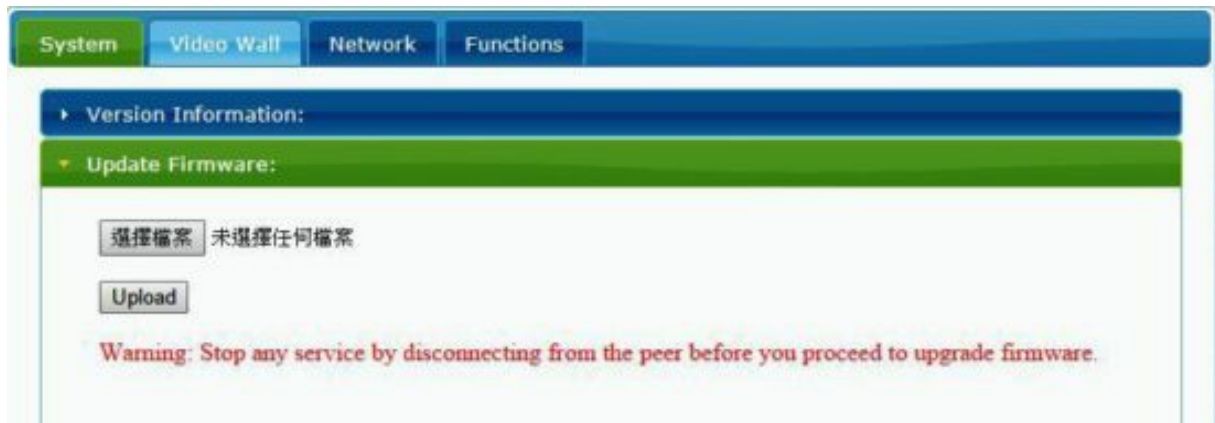 System Video Wall Network Functions
Version Information:
Update Firmware:
選擇檔案 未選擇任何檔案
Upload
Warning: Stop any service by disconnecting from the peer before you proceed to upgrade firmware.